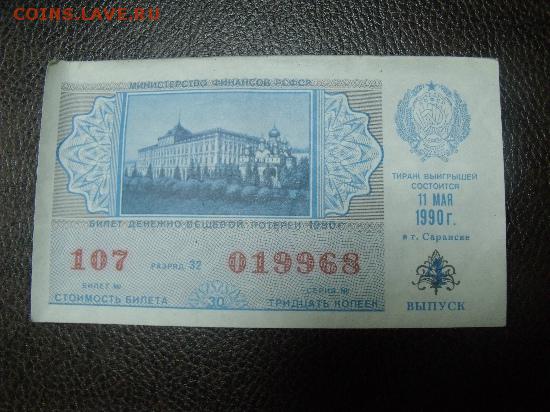 COINS.LAVE.RU
МИНИСТЕРСТВО ФИНАНСОВ РСФСР
БИЛЕТ ДЕНЕЖНО-ВЕЩЕВОЙ ЛОТЕРЕИ 1990 г.
107 РАЗРЯД 32 019968
БИЛЕТ № СЕРИЯ №
СТОИМОСТЬ БИЛЕТА 30 ТРИДЦАТЬ КОПЕЕК
ТИРАЖ ВЫИГРЫШЕЙ
СОСТОИТСЯ
11 МАЯ
1990 г.
в г. Саранске
4
ВЫПУСК